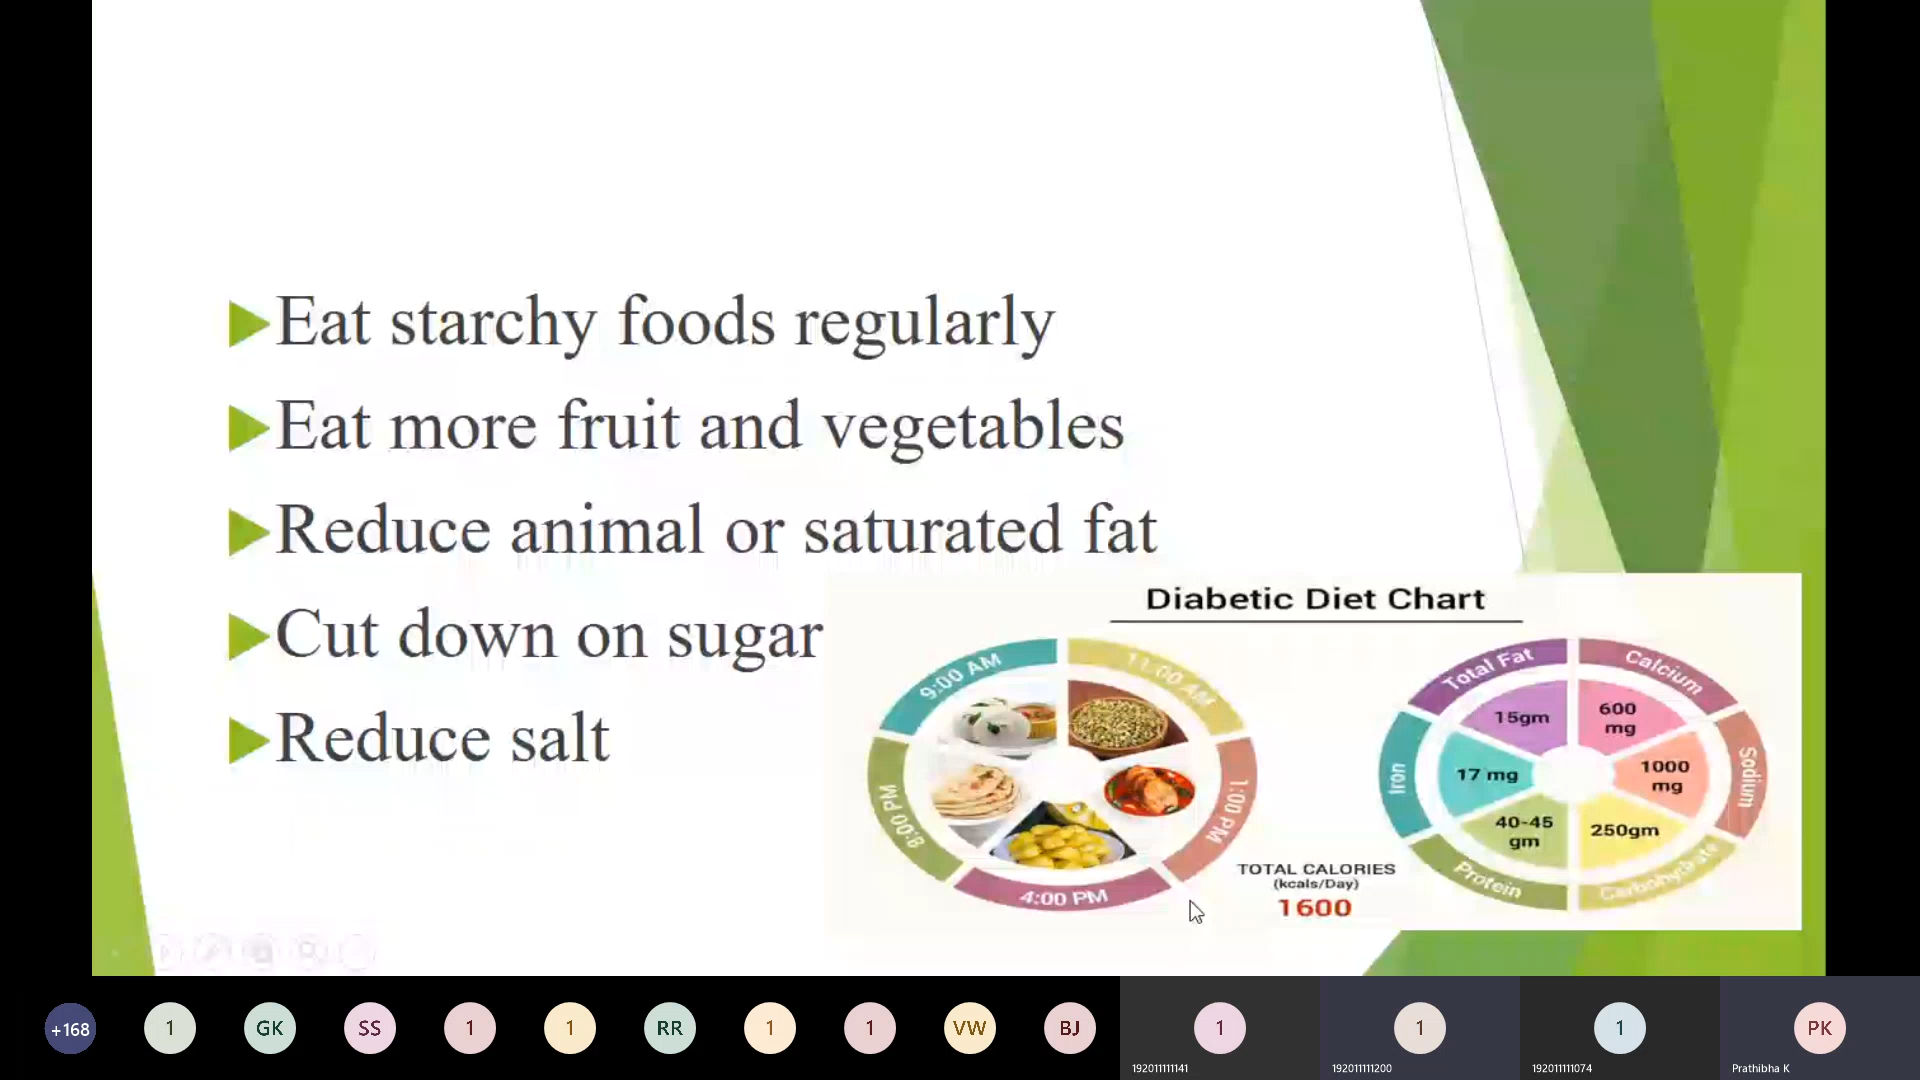 Eat starchy foods regularly
Eat more fruit and vegetables
Reduce animal or saturated fat
Cut down on sugar
Reduce salt
Diabetic Diet Chart
9:00 AM
11:00 AM
1:00 PM
4:00 PM
8:00 PM
TOTAL CALORIES
(kcals/Day)
1600
Total Fat
15gm
Calcium
600
mg
Sodium
1000
mg
Carbohydrate
250gm
Protein
40-45
gm
Iron
17 mg
+168
1
GK
SS
1
1
RR
1
1
VW
BJ
1
192011111141
1
192011111200
1
192011111074
PK
Prathibha K